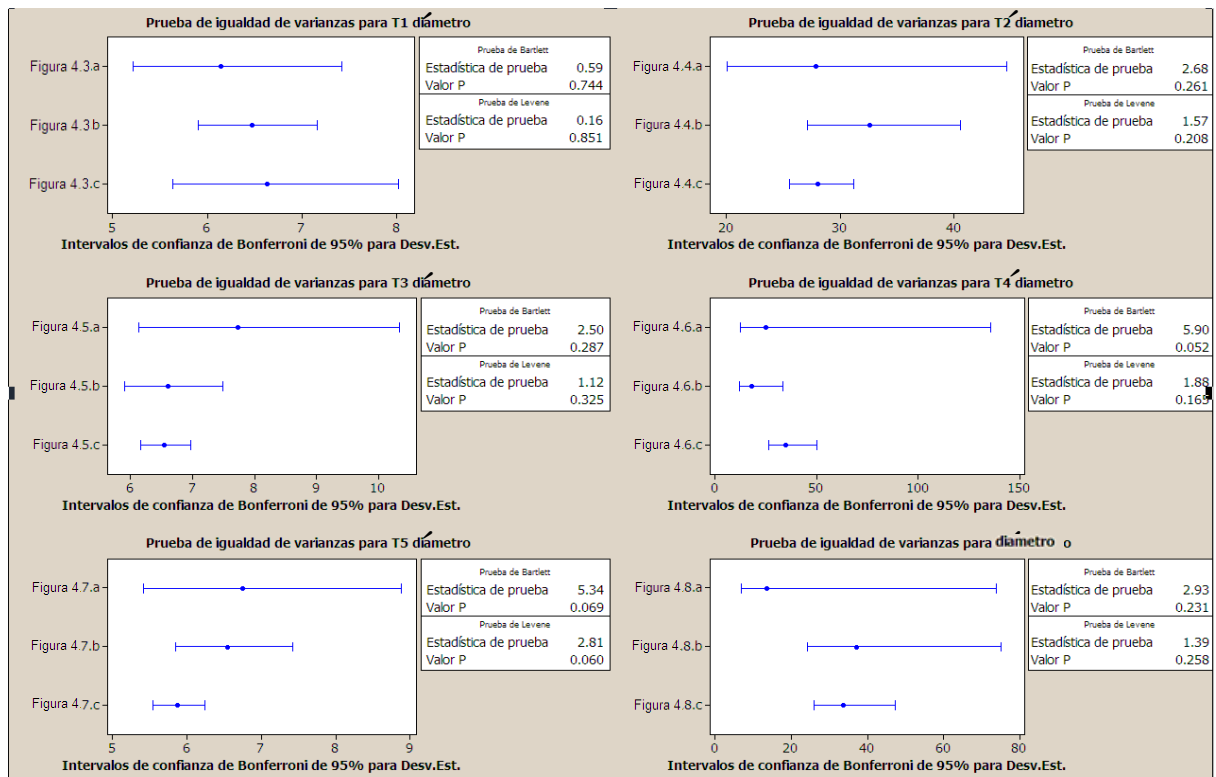 Prueba de igualdad de varianzas para T1 diámetro
Figura 4.3.a
Figura 4.3.b
Figura 4.3.c
5 6 7 8
Intervalos de confianza de Bonferroni de 95% para Desv.Est.
Prueba de Bartlett
Estadística de prueba 0.59
Valor P 0.744
Prueba de Levene
Estadística de prueba 0.16
Valor P 0.851
Prueba de igualdad de varianzas para T2 diámetro
Figura 4.4.a
Figura 4.4.b
Figura 4.4.c
20 30 40
Intervalos de confianza de Bonferroni de 95% para Desv.Est.
Prueba de Bartlett
Estadística de prueba 2.68
Valor P 0.261
Prueba de Levene
Estadística de prueba 1.57
Valor P 0.208
Prueba de igualdad de varianzas para T3 diámetro
Figura 4.5.a
Figura 4.5.b
Figura 4.5.c
6 7 8 9 10
Intervalos de confianza de Bonferroni de 95% para Desv.Est.
Prueba de Bartlett
Estadística de prueba 2.50
Valor P 0.287
Prueba de Levene
Estadística de prueba 1.12
Valor P 0.325
Prueba de igualdad de varianzas para T4 diámetro
Figura 4.6.a
Figura 4.6.b
Figura 4.6.c
0 50 100 150
Intervalos de confianza de Bonferroni de 95% para Desv.Est.
Prueba de Bartlett
Estadística de prueba 5.90
Valor P 0.052
Prueba de Levene
Estadística de prueba 1.88
Valor P 0.165
Prueba de igualdad de varianzas para T5 diámetro
Figura 4.7.a
Figura 4.7.b
Figura 4.7.c
5 6 7 8 9
Intervalos de confianza de Bonferroni de 95% para Desv.Est.
Prueba de Bartlett
Estadística de prueba 5.34
Valor P 0.069
Prueba de Levene
Estadística de prueba 2.81
Valor P 0.060
Prueba de igualdad de varianzas para diámetro o
Figura 4.8.a
Figura 4.8.b
Figura 4.8.c
0 20 40 60 80
Intervalos de confianza de Bonferroni de 95% para Desv.Est.
Prueba de Bartlett
Estadística de prueba 2.93
Valor P 0.231
Prueba de Levene
Estadística de prueba 1.39
Valor P 0.258